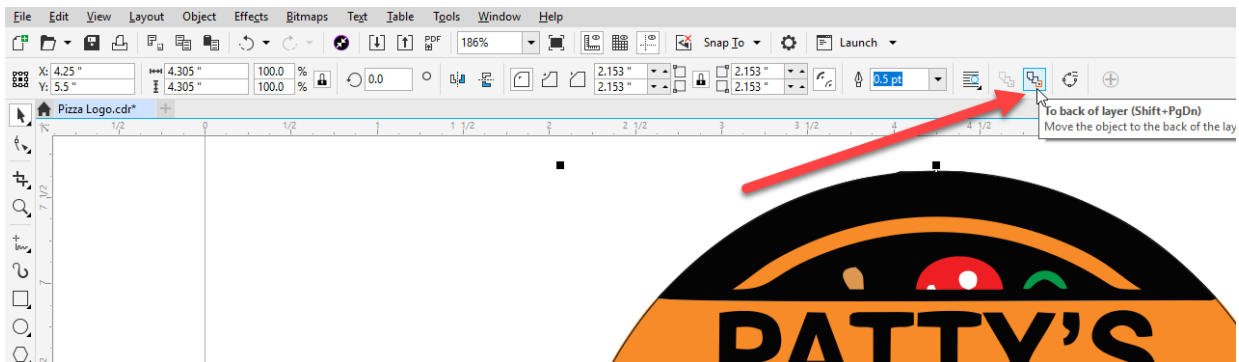 File Edit View Layout Object Effects Bitmaps Text Table Tools Window Help
PDF 186% Snap To Launch
X: 4.25 " 4.305 " 100.0 % 0.0 ° 2.153 " 2.153 " 0.5 pt
Y: 5.5 " 4.305 " 100.0 % 2.153 " 2.153 "
Pizza Logo.cdr*
To back of layer (Shift+PgDn)
Move the object to the back of the lay
1/2 0 1/2 1 1 1/2 2 2 1/2 3 3 1/2 4 4 1/2
7 1/2
7
PATTY'S